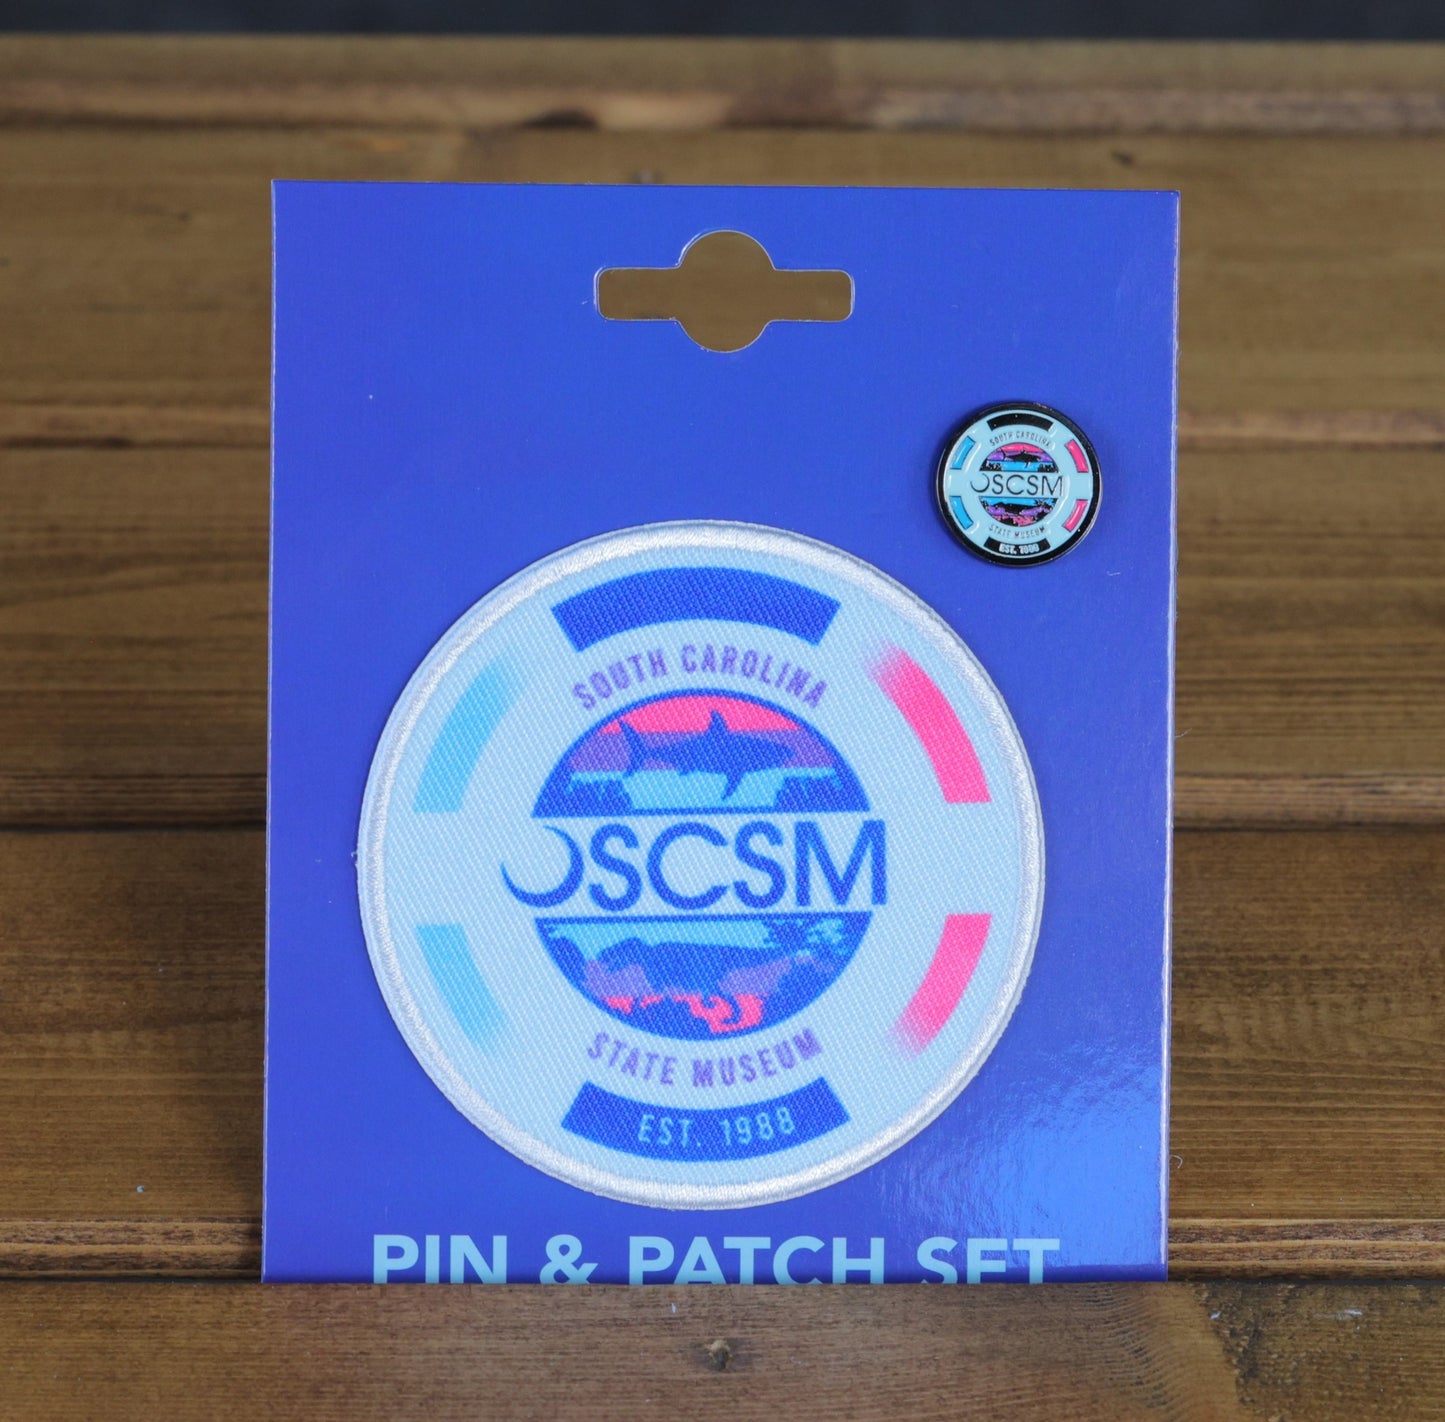 SOUTH CAROLINA
SCSM
STATE MUSEUM
EST. 1988
SOUTH CAROLINA
SCSM
STATE MUSEUM
EST. 1988
PIN & PATCH SET